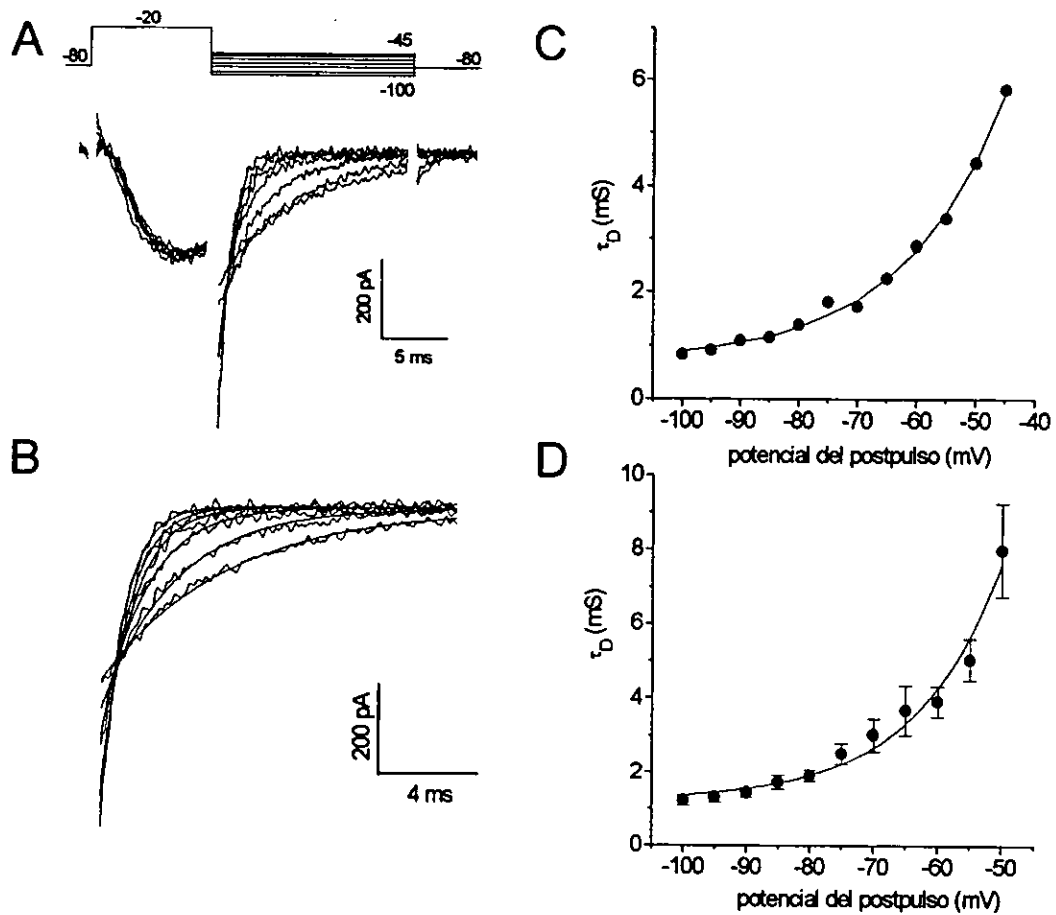 A
-20
-80
-45
-80
-100
200 pA
5 ms
B
200 pA
4 ms
C
6
4
2
0
τD (mS)
-100 -90 -80 -70 -60 -50 -40
potencial del postpulso (mV)
D
10
8
6
4
2
0
τD (mS)
-100 -90 -80 -70 -60 -50
potencial del postpulso (mV)